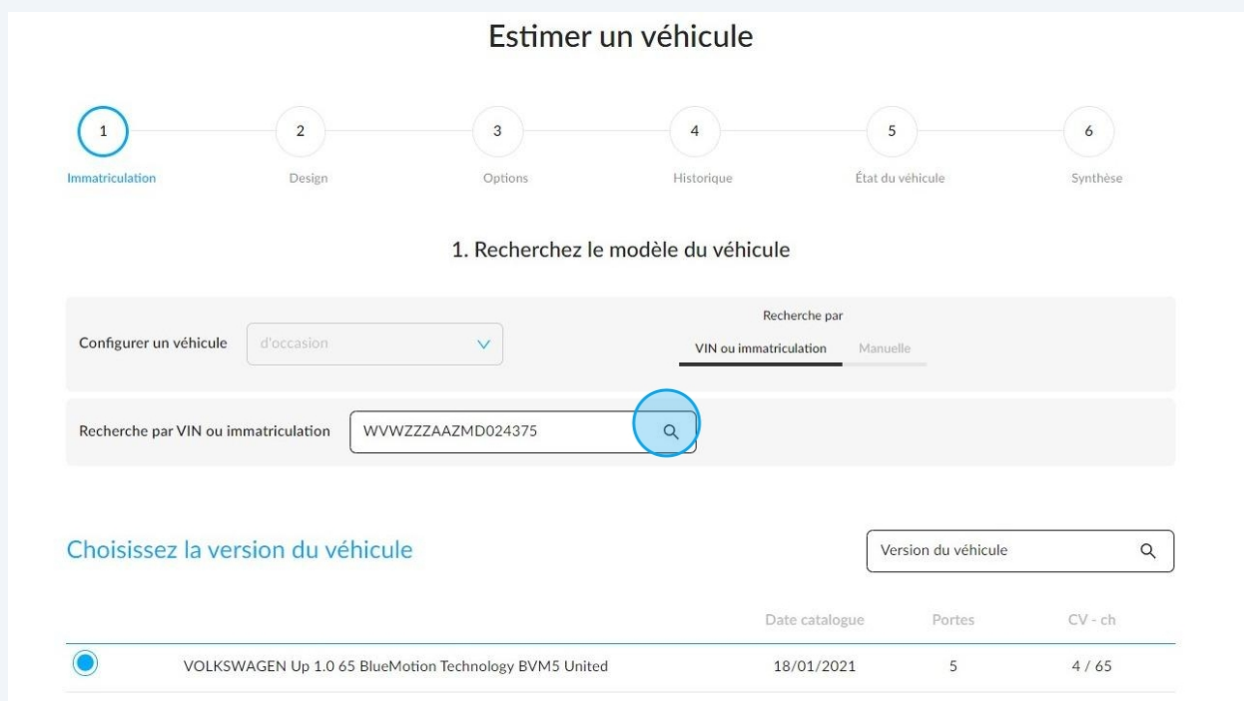 Estimer un véhicule
1 2 3 4 5 6
Immatriculation Design Options Historique État du véhicule Synthèse
1. Recherchez le modèle du véhicule
Recherche par
Configurer un véhicule d'occasion VIN ou immatriculation Manuelle
Recherche par VIN ou immatriculation WVWZZZAAZMD024375
Choisissez la version du véhicule Version du véhicule
Date catalogue Portes CV - ch
VOLKSWAGEN Up 1.0 65 BlueMotion Technology BVM5 United 18/01/2021 5 4 / 65